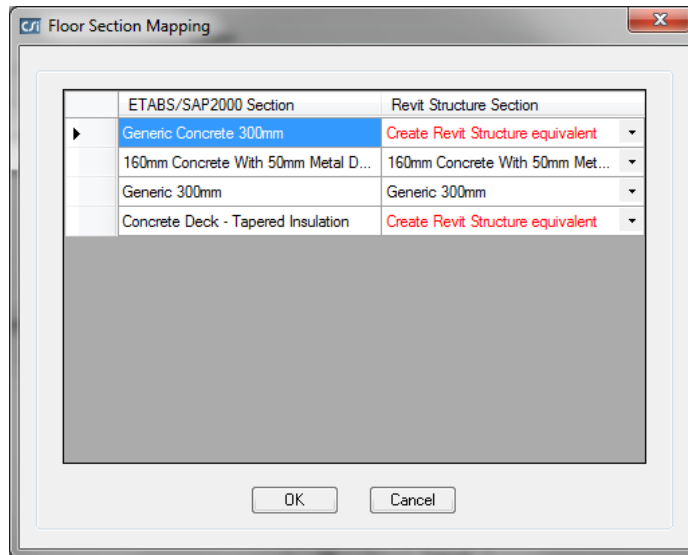 CSi Floor Section Mapping
x
ETABS/SAP2000 Section Revit Structure Section
Generic Concrete 300mm Create Revit Structure equivalent
160mm Concrete With 50mm Metal D... 160mm Concrete With 50mm Met...
Generic 300mm Generic 300mm
Concrete Deck - Tapered Insulation Create Revit Structure equivalent
OK Cancel